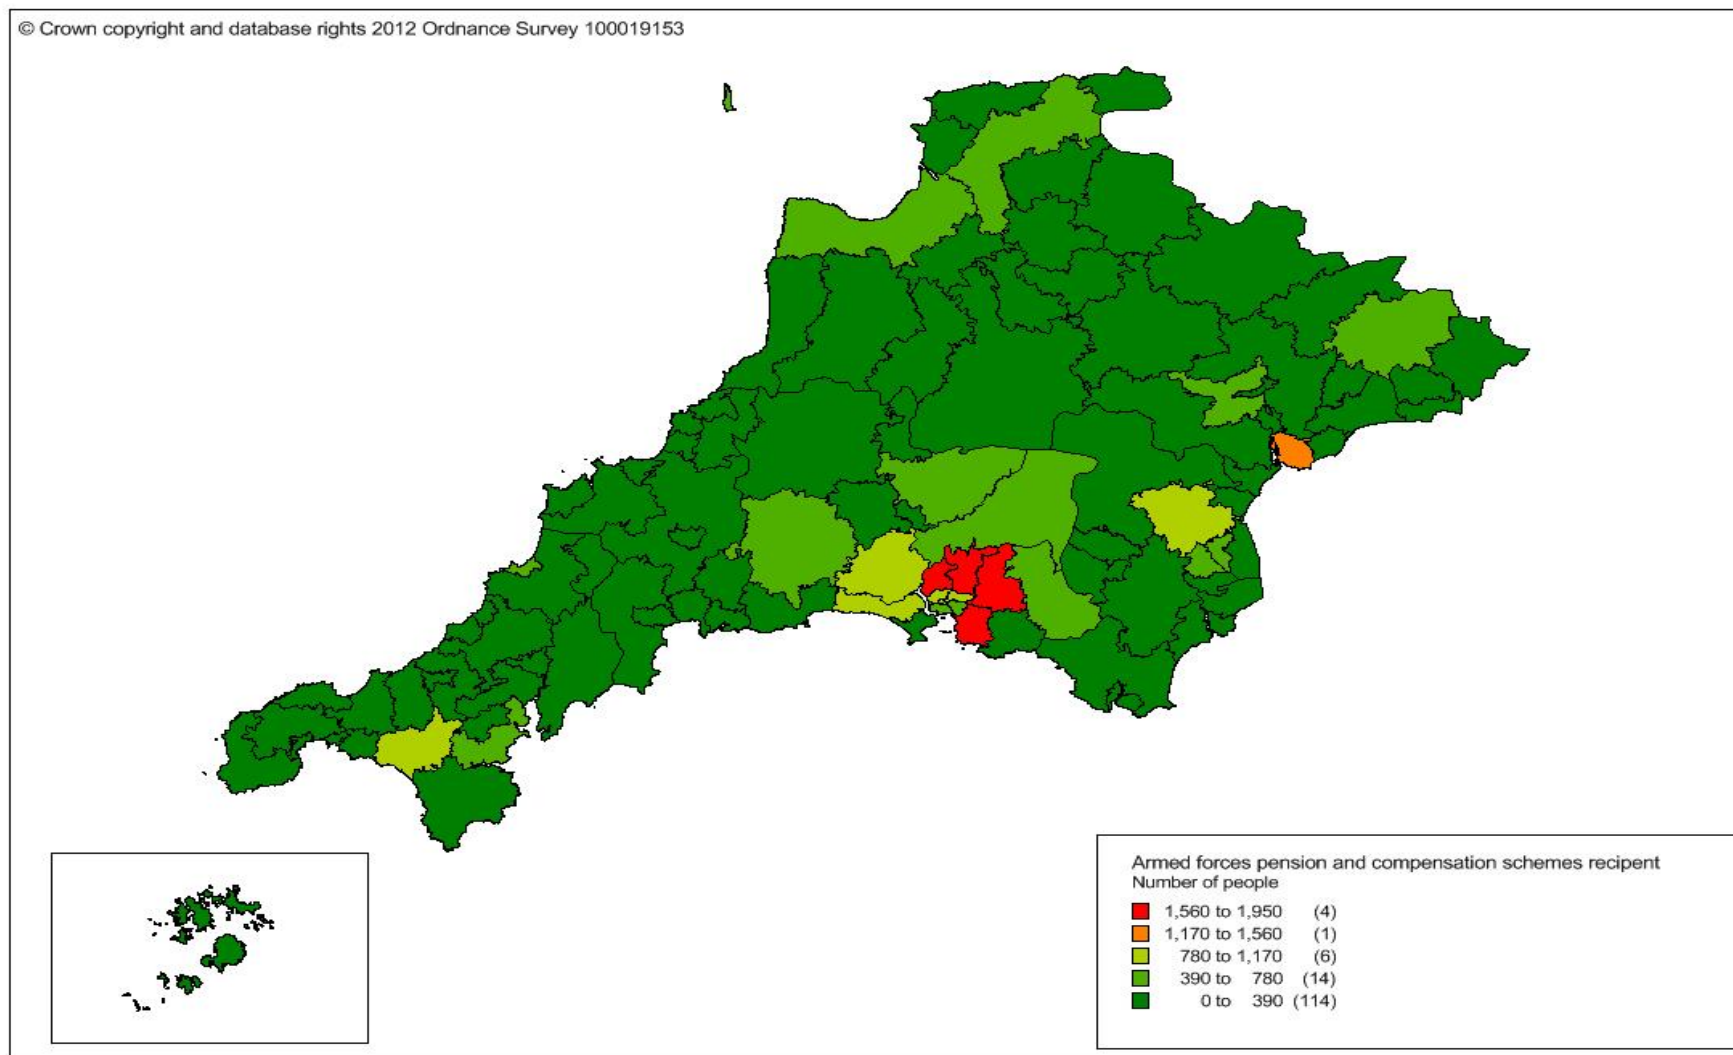 © Crown copyright and database rights 2012 Ordnance Survey 100019153
Armed forces pension and compensation schemes recipent
Number of people
1,560 to 1,950 (4)
1,170 to 1,560 (1)
780 to 1,170 (6)
390 to 780 (14)
0 to 390 (114)